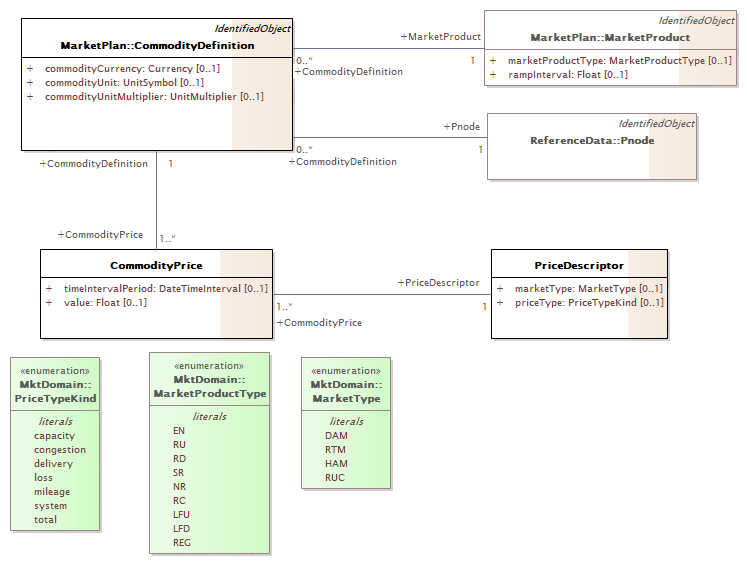 IdentifiedObject
MarketPlan::CommodityDefinition
+ commodityCurrency: Currency [0..1]
+ commodityUnit: UnitSymbol [0..1]
+ commodityUnitMultiplier: UnitMultiplier [0..1]
+MarketProduct
0..*
1
+CommodityDefinition
IdentifiedObject
MarketPlan::MarketProduct
+ marketProductType: MarketProductType [0..1]
+ rampInterval: Float [0..1]
+Pnode
0..*
1
+CommodityDefinition
IdentifiedObject
ReferenceData::Pnode
+CommodityDefinition
1
+CommodityPrice
1..*
CommodityPrice
+ timeIntervalPeriod: DateTimeInterval [0..1]
+ value: Float [0..1]
+PriceDescriptor
1..*
1
+CommodityPrice
PriceDescriptor
+ marketType: MarketType [0..1]
+ priceType: PriceTypeKind [0..1]
«enumeration»
MktDomain::
PriceTypeKind
literals
capacity
congestion
delivery
loss
mileage
system
total
«enumeration»
MktDomain::
MarketProductType
literals
EN
RU
RD
SR
NR
RC
LFU
LFD
REG
«enumeration»
MktDomain::
MarketType
literals
DAM
RTM
HAM
RUC